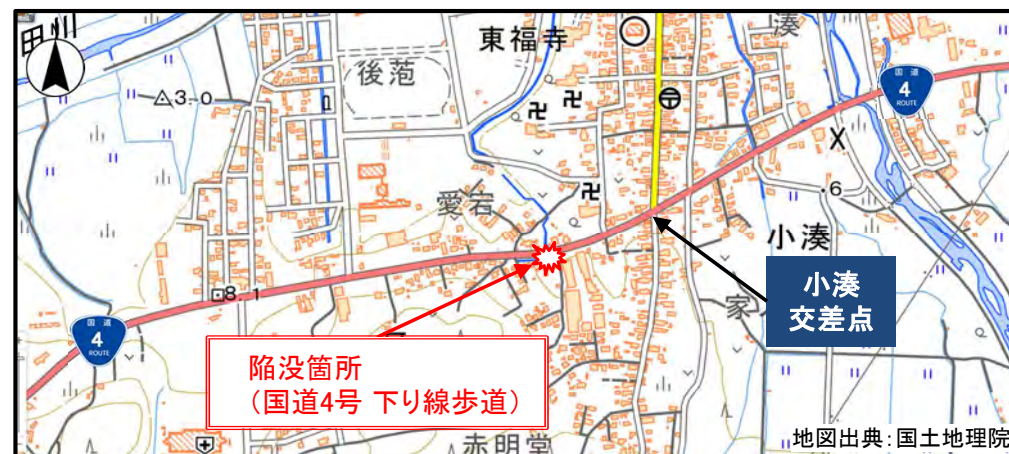 田川
東福寺
湊
後萢
3.0
国道
4
ROUTE
愛宕
.6
小湊
8.1
家
小湊
交差点
国道
4
ROUTE
陥没箇所
（国道4号 下り線歩道）
赤明堂
地図出典：国土地理院